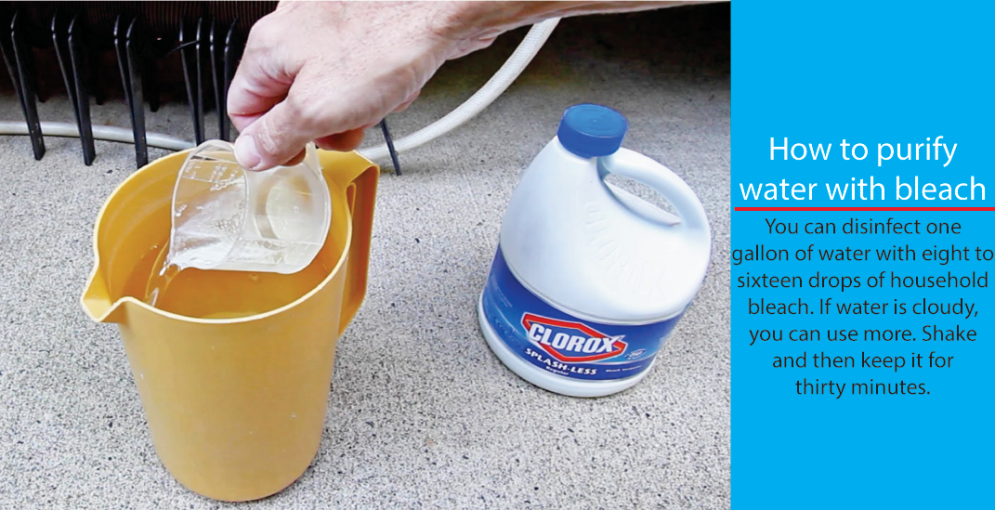 How to purify
water with bleach
You can disinfect one
gallon of water with eight to
sixteen drops of household
bleach. If water is cloudy,
you can use more. Shake
and then keep it for
thirty minutes.
CLOROX
SPLASH-LESS
Regular